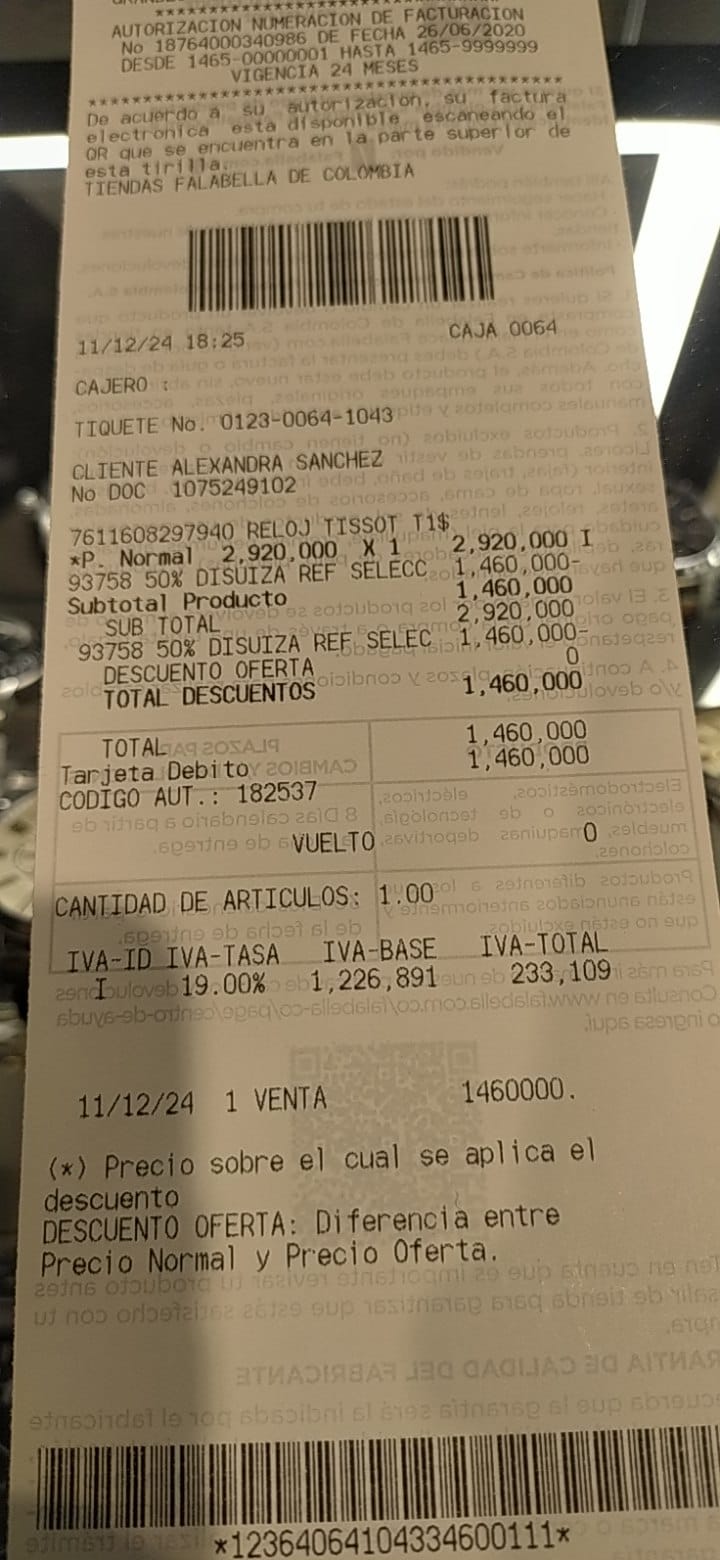 *******************************
AUTORIZACION NUMERACION DE FACTURACION
No 18764000340986 DE FECHA 26/06/2020
DESDE 1465-00000001 HASTA 1465-9999999
VIGENCIA 24 MESES
*******************************************
De acuerdo a su autorizacion, su factura
electronica esta disponible escaneando el
QR que se encuentra en la parte superior de
esta tirilla.
TIENDAS FALABELLA DE COLOMBIA
11/12/24 18:25 CAJA 0064
CAJERO :
TIQUETE No. 0123-0064-1043
CLIENTE ALEXANDRA SANCHEZ
No DOC 1075249102
7611608297940 RELOJ TISSOT T1$
*P. Normal 2,920,000 X 1 2,920,000 I
93758 50% DISUIZA REF SELECC 1,460,000-
Subtotal Producto 1,460,000
SUB TOTAL 2,920,000
93758 50% DISUIZA REF SELEC 1,460,000-
DESCUENTO OFERTA 0
TOTAL DESCUENTOS 1,460,000
TOTAL 1,460,000
Tarjeta Debito 1,460,000
CODIGO AUT.: 182537
VUELTO 0
CANTIDAD DE ARTICULOS: 1.00
IVA-ID IVA-TASA IVA-BASE IVA-TOTAL
I 19.00% 1,226,891 233,109
11/12/24 1 VENTA 1460000.
(*) Precio sobre el cual se aplica el
descuento
DESCUENTO OFERTA: Diferencia entre
Precio Normal y Precio Oferta.
*12364064104334600111*